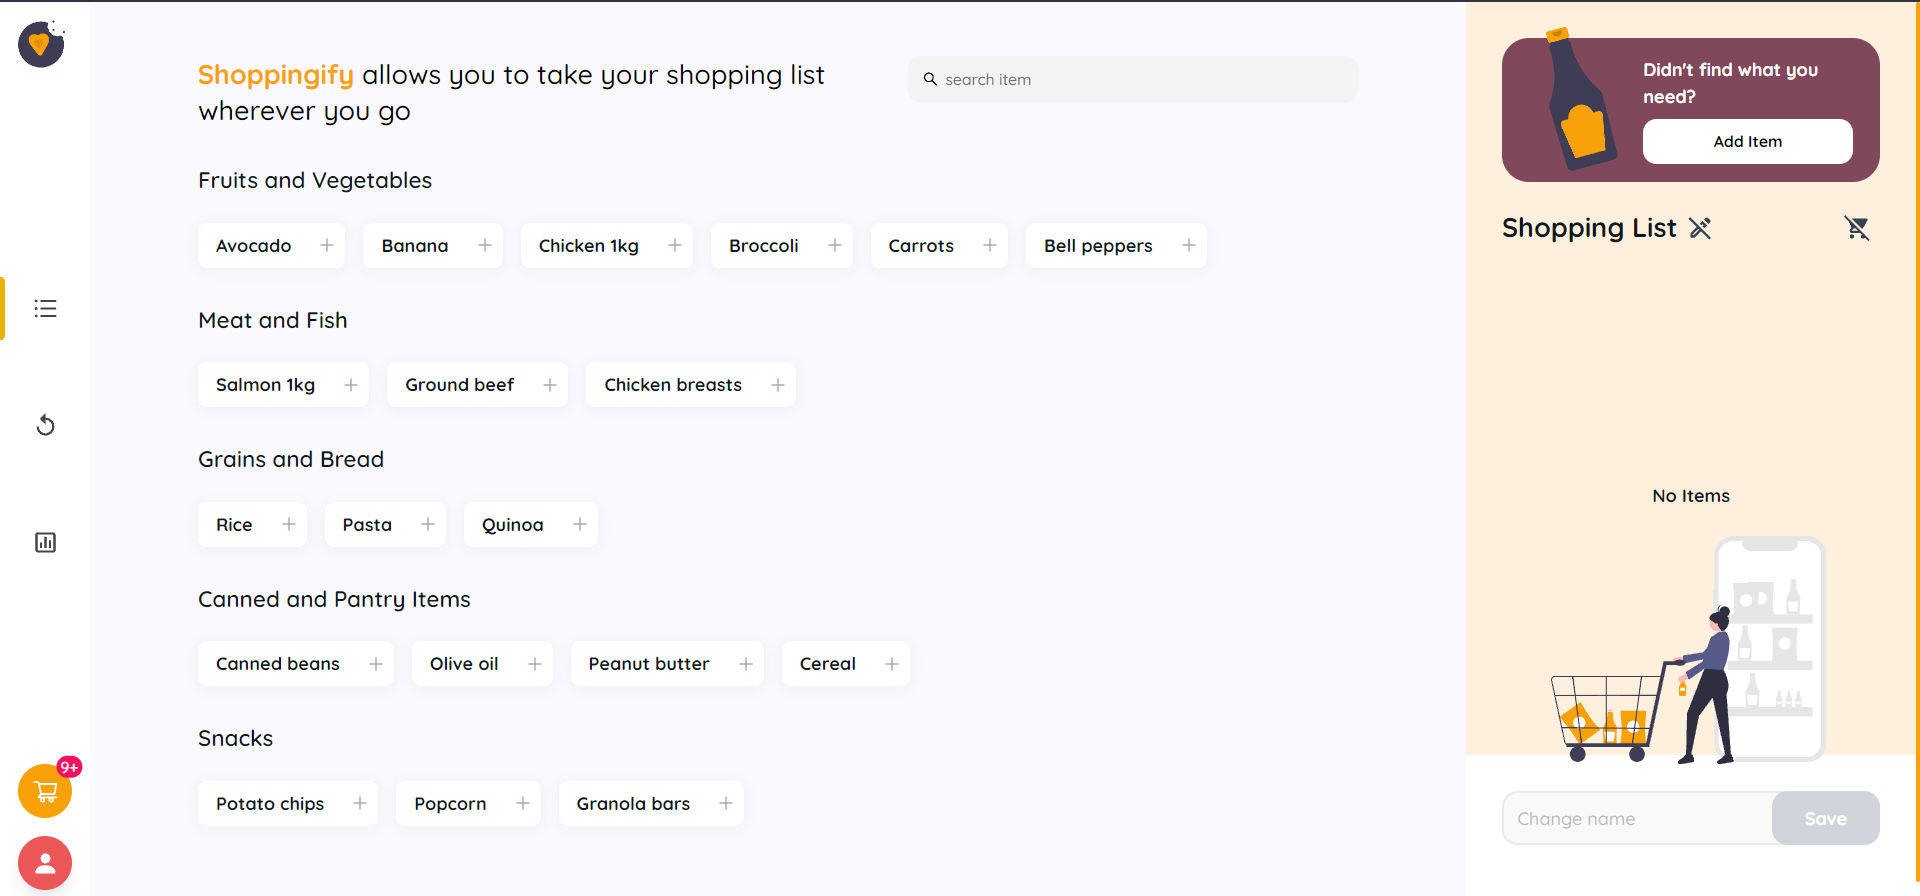 Shoppingify allows you to take your shopping list
wherever you go
search item
Fruits and Vegetables
Avocado
Banana
Chicken 1kg
Broccoli
Carrots
Bell peppers
Meat and Fish
Salmon 1kg
Ground beef
Chicken breasts
Grains and Bread
Rice
Pasta
Quinoa
Canned and Pantry Items
Canned beans
Olive oil
Peanut butter
Cereal
Snacks
Potato chips
Popcorn
Granola bars
9+
Didn't find what you
need?
Add Item
Shopping List
No Items
Change name
Save